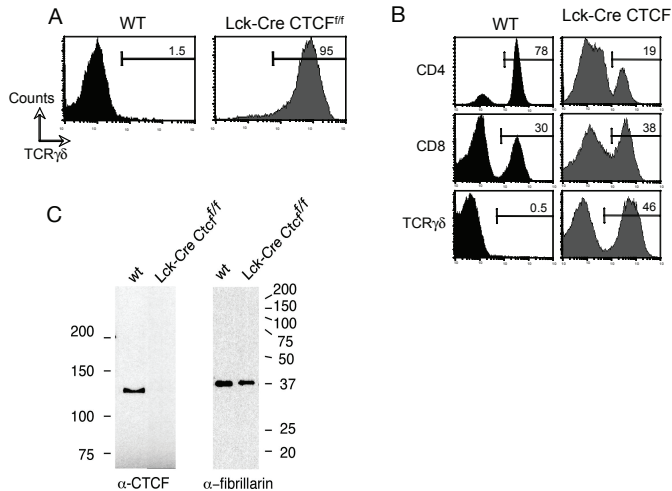 A
WT
Lck-Cre CTCFf/f
1.5
95
Counts
TCRγδ
B
WT
Lck-Cre CTCF
CD4
78
19
CD8
30
38
TCRγδ
0.5
46
C
wt
Lck-Cre Ctcff/f
wt
Lck-Cre Ctcff/f
200
150
100
75
200
150
100
75
50
37
25
20
α-CTCF
α-fibrillarin